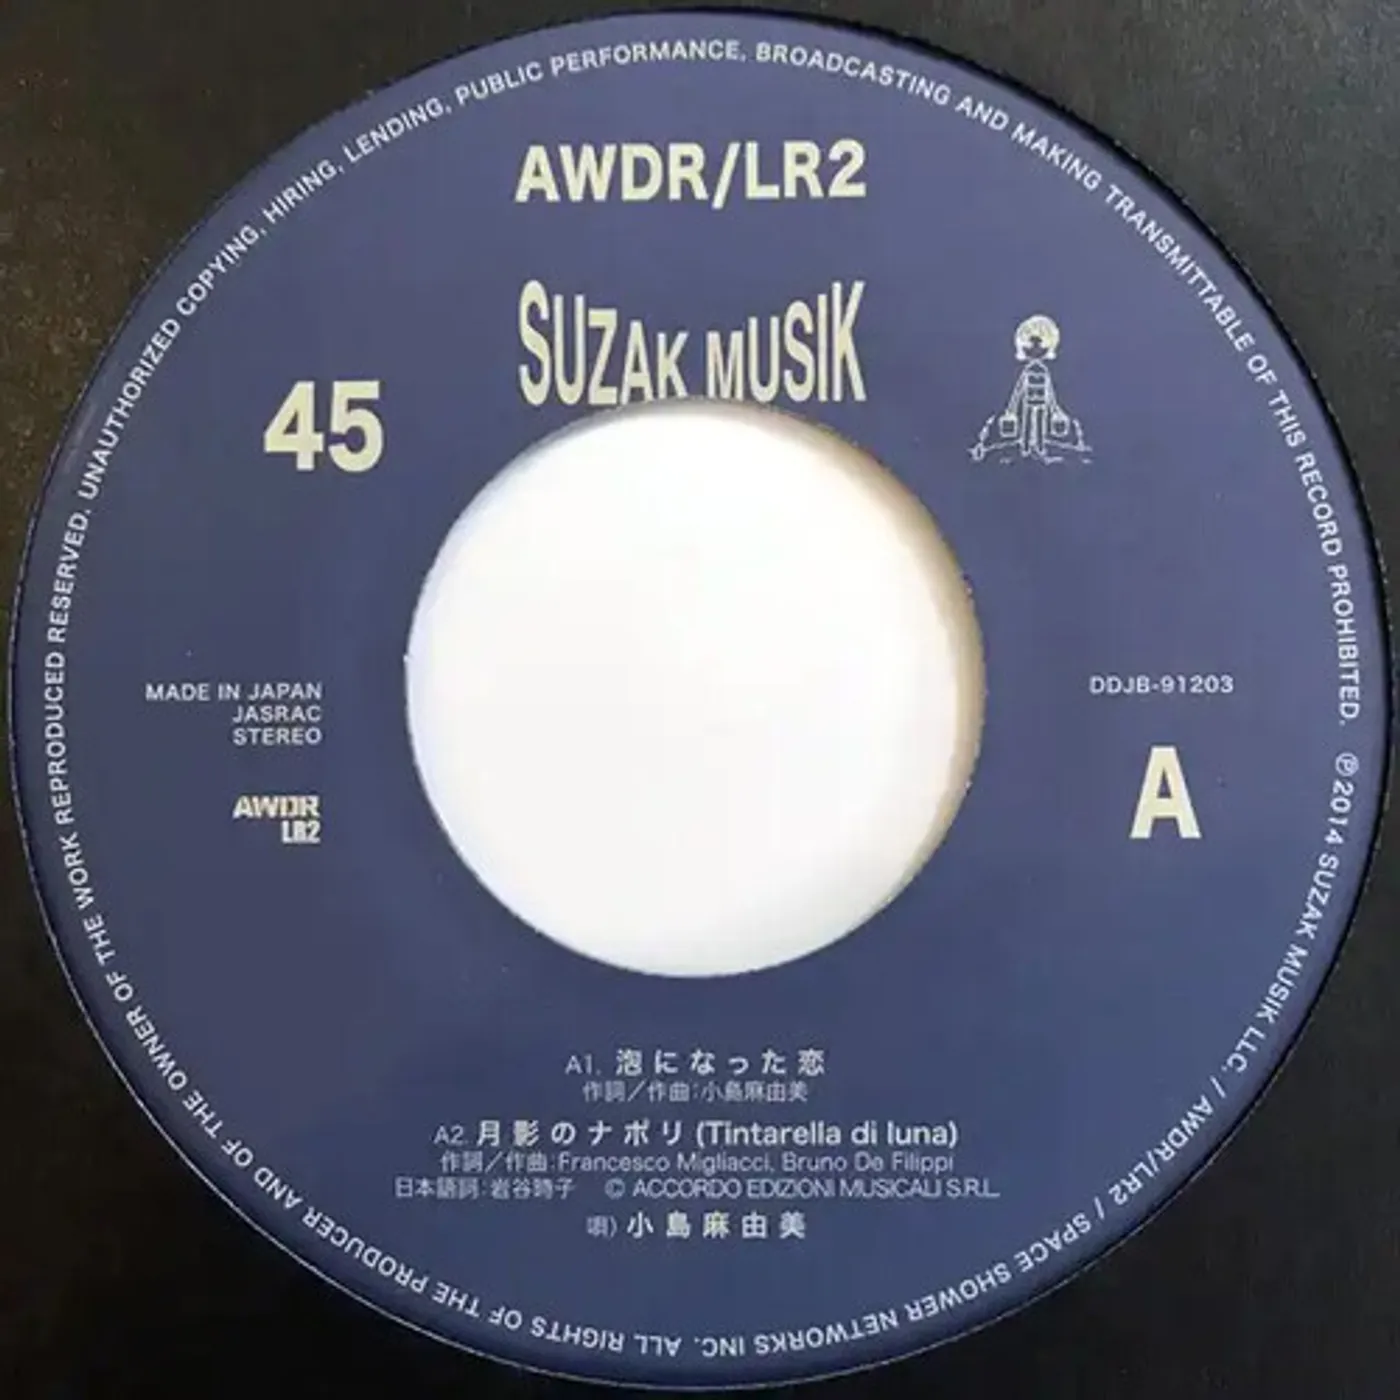 AWDR/LR2
SUZAK MUSIK
45
MADE IN JAPAN
JASRAC
STEREO
AWDR
LR2
DDJB-91203
A
A1. 泡になった恋
作詞／作曲:小島麻由美
A2. 月影のナポリ (Tintarella di luna)
作詞／作曲:Francesco Migliacci, Bruno De Filippi
日本語詞:岩谷時子 © ACCORDO EDIZIONI MUSICALI S.R.L.
唄) 小島麻由美
ALL RIGHTS OF THE PRODUCER AND OF THE OWNER OF THE WORK REPRODUCED RESERVED. UNAUTHORIZED COPYING, HIRING, LENDING, PUBLIC PERFORMANCE, BROADCASTING AND MAKING TRANSMITTABLE OF THIS RECORD PROHIBITED. ℗2014 SUZAK MUSIK LLC. / AWDR/LR2 / SPACE SHOWER NETWORKS INC.